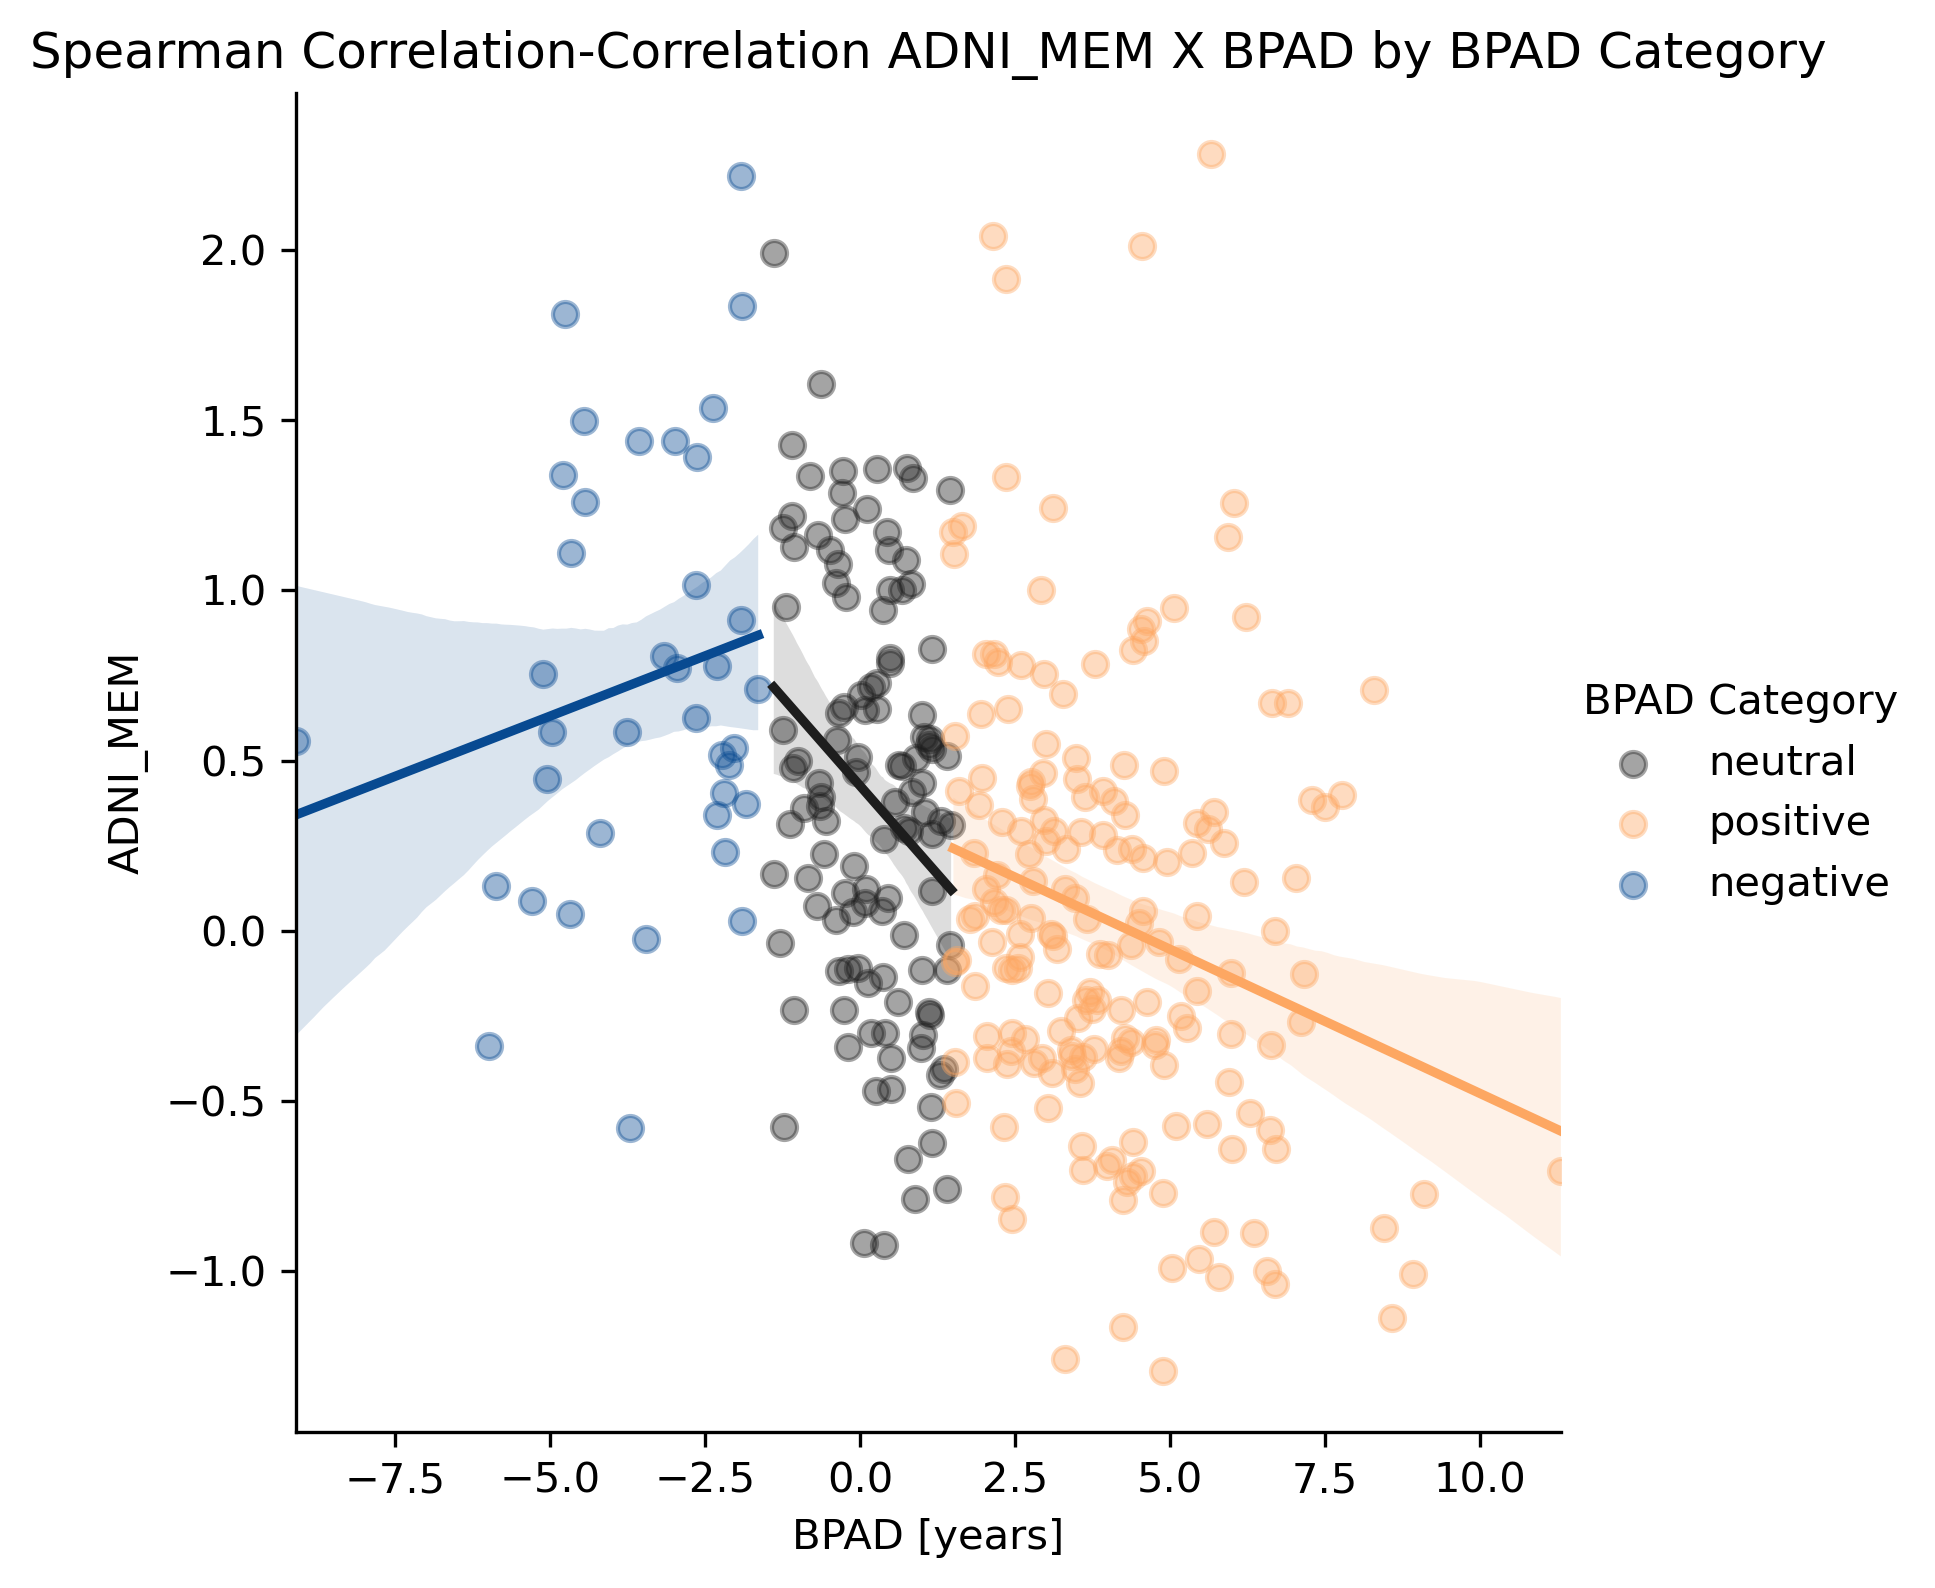 Spearman Correlation-Correlation ADNI_MEM X BPAD by BPAD Category
ADNI_MEM
2.0
1.5
1.0
0.5
0.0
−0.5
−1.0
−7.5
−5.0
−2.5
0.0
2.5
5.0
7.5
10.0
BPAD [years]
BPAD Category
neutral
positive
negative